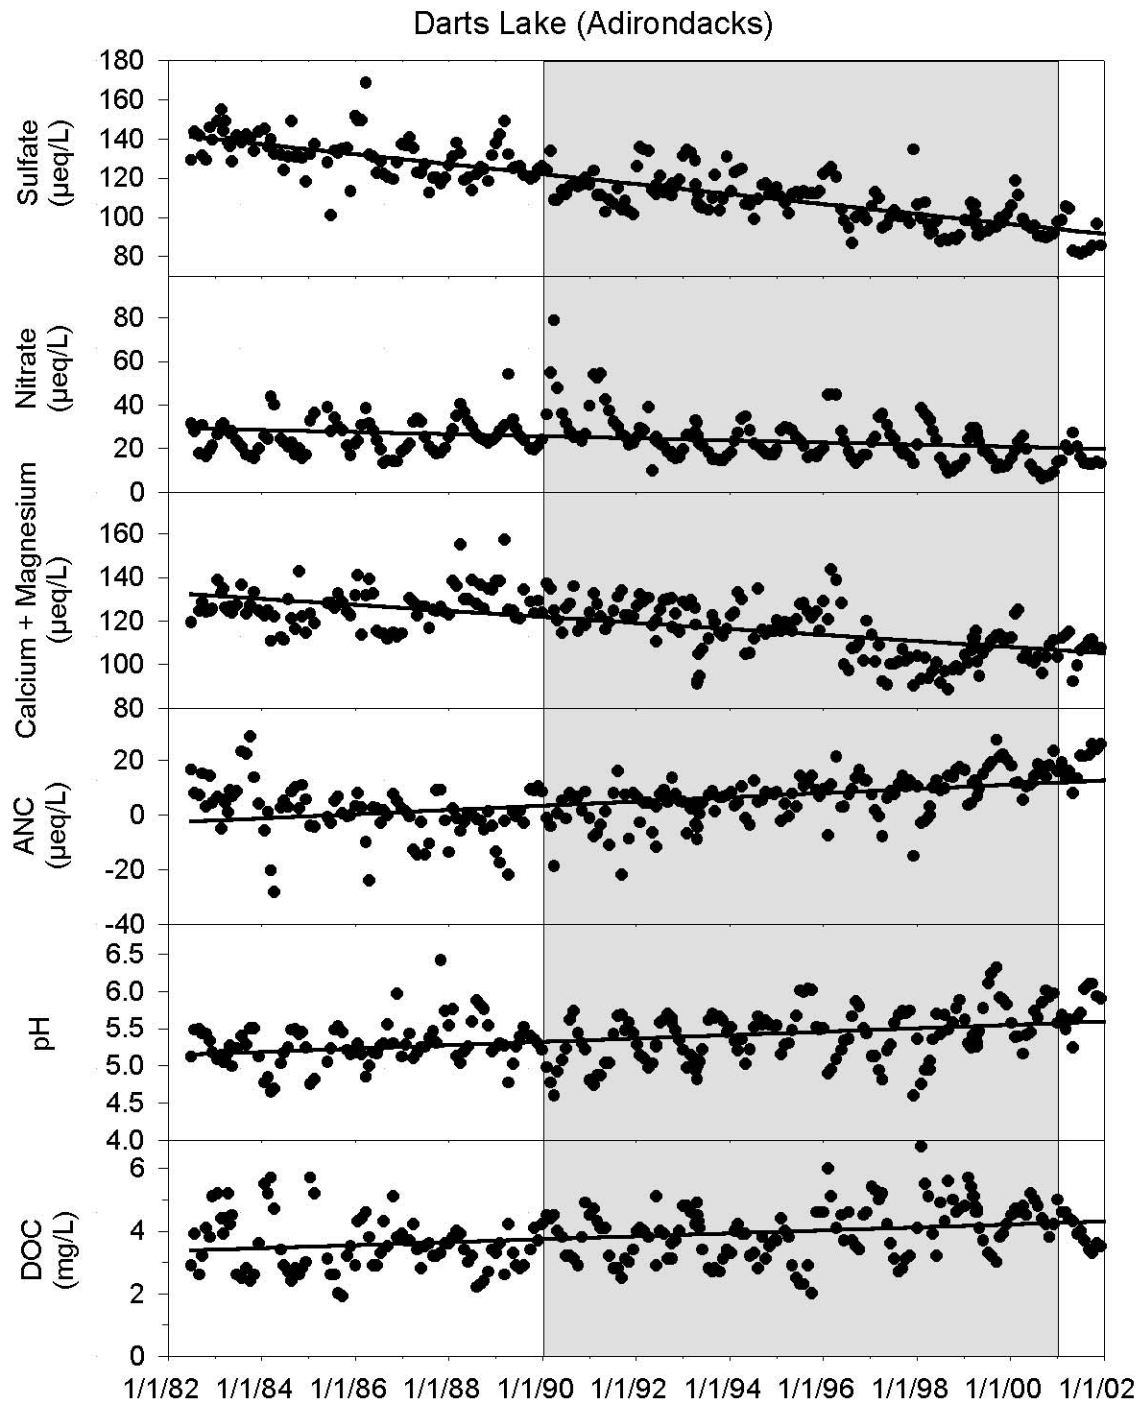 Darts Lake (Adirondacks)
180
160
140
120
100
80
Sulfate
(µeq/L)
80
60
40
20
0
Nitrate
(µeq/L)
160
140
120
100
80
Calcium + Magnesium
(µeq/L)
20
0
-20
-40
ANC
(µeq/L)
6.5
6.0
5.5
5.0
4.5
4.0
pH
6
4
2
0
DOC
(mg/L)
1/1/82 1/1/84 1/1/86 1/1/88 1/1/90 1/1/92 1/1/94 1/1/96 1/1/98 1/1/00 1/1/02